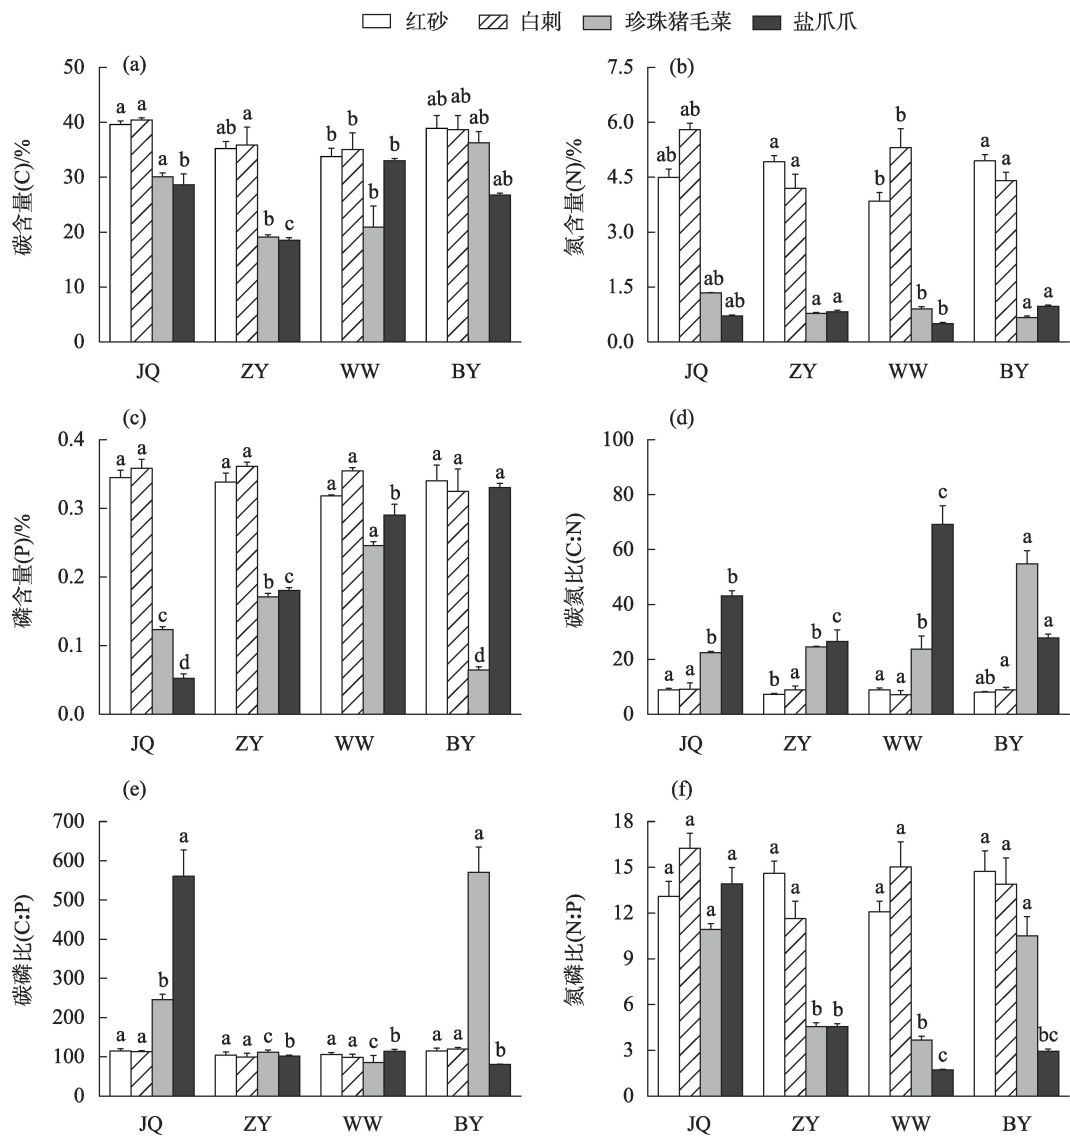 红砂 白刺 珍珠猪毛菜 盐爪爪
(a)
碳含量(C)/%
50
40
30
20
10
0
a a a b
ab a b c
b b b b
ab ab ab ab
JQ ZY WW BY
(b)
氮含量(N)/%
7.5
6.0
4.5
3.0
1.5
0.0
ab ab ab ab
a a a a
b b b b
a a a a
JQ ZY WW BY
(c)
磷含量(P)/%
0.4
0.3
0.2
0.1
0.0
a a c d
a a b c
a a a b
a a d a
JQ ZY WW BY
(d)
碳氮比(C:N)
100
80
60
40
20
0
a a b b
b a b c
a a b c
ab a a a
JQ ZY WW BY
(e)
碳磷比(C:P)
700
600
500
400
300
200
100
0
a a b a
a a c b
a a c b
a a a b
JQ ZY WW BY
(f)
氮磷比(N:P)
18
15
12
9
6
3
0
a a a a
a a b b
a a b c
a a a bc
JQ ZY WW BY